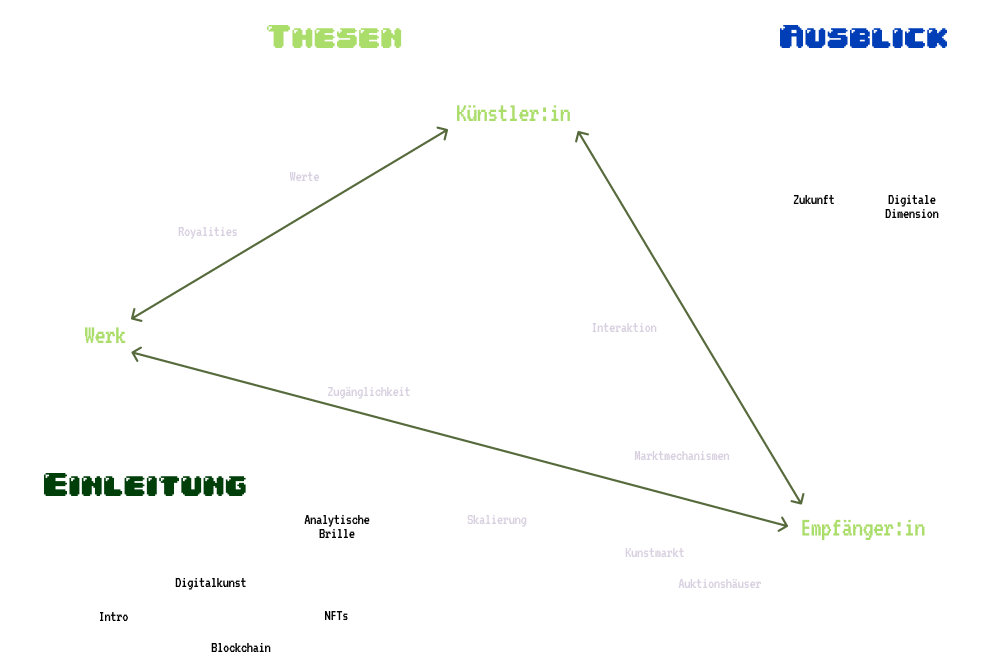 Thesen
Ausblick
Künstler:in
Werte
Zukunft
Digitale
Dimension
Royalities
Interaktion
Werk
Zugänglichkeit
Marktmechanismen
Einleitung
Analytische
Brille
Skalierung
Empfänger:in
Kunstmarkt
Digitalkunst
Auktionshäuser
Intro
NFTs
Blockchain